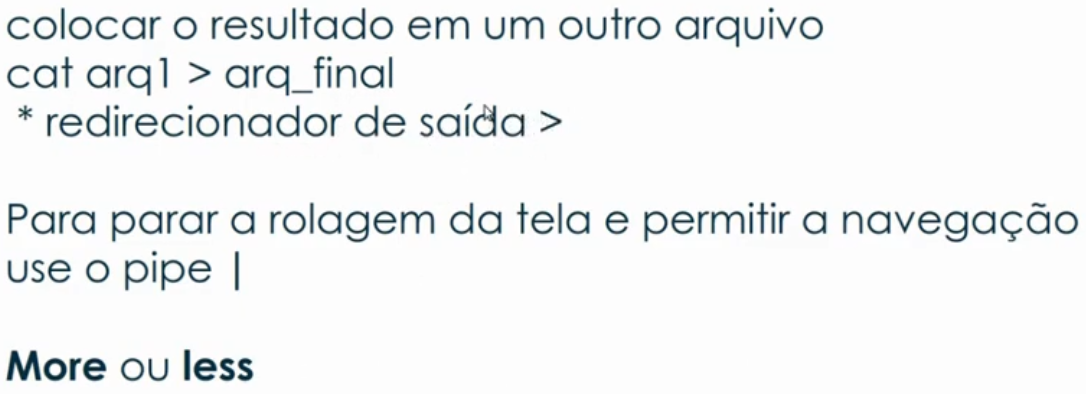 colocar o resultado em um outro arquivo
cat arq1 > arq_final
* redirecionador de saída >
Para parar a rolagem da tela e permitir a navegação
use o pipe |
More ou less